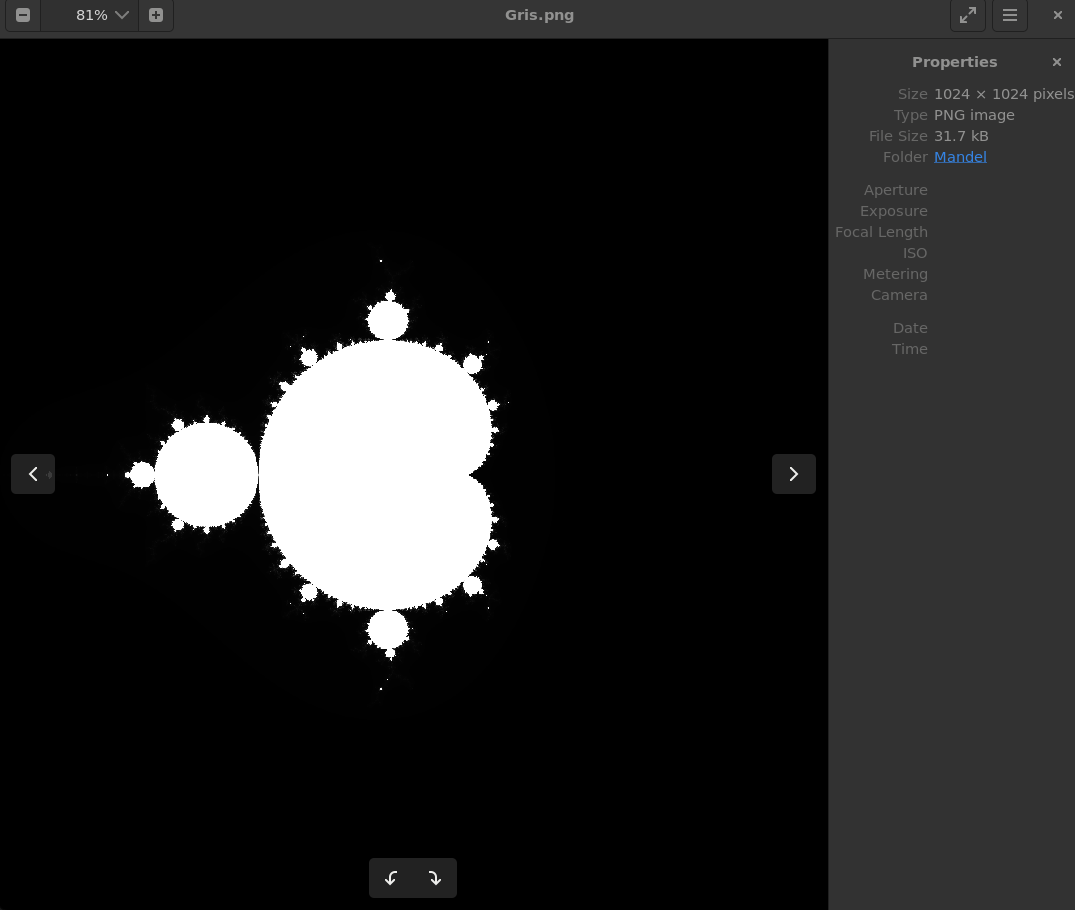 81%
Gris.png
Properties
Size 1024 × 1024 pixels
Type PNG image
File Size 31.7 kB
Folder Mandel
Aperture
Exposure
Focal Length
ISO
Metering
Camera
Date
Time